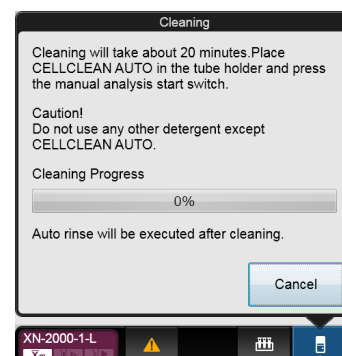 Cleaning
Cleaning will take about 20 minutes.Place
CELLCLEAN AUTO in the tube holder and press
the manual analysis start switch.
Caution!
Do not use any other detergent except
CELLCLEAN AUTO.
Cleaning Progress
0%
Auto rinse will be executed after cleaning.
Cancel
XN-2000-1-L